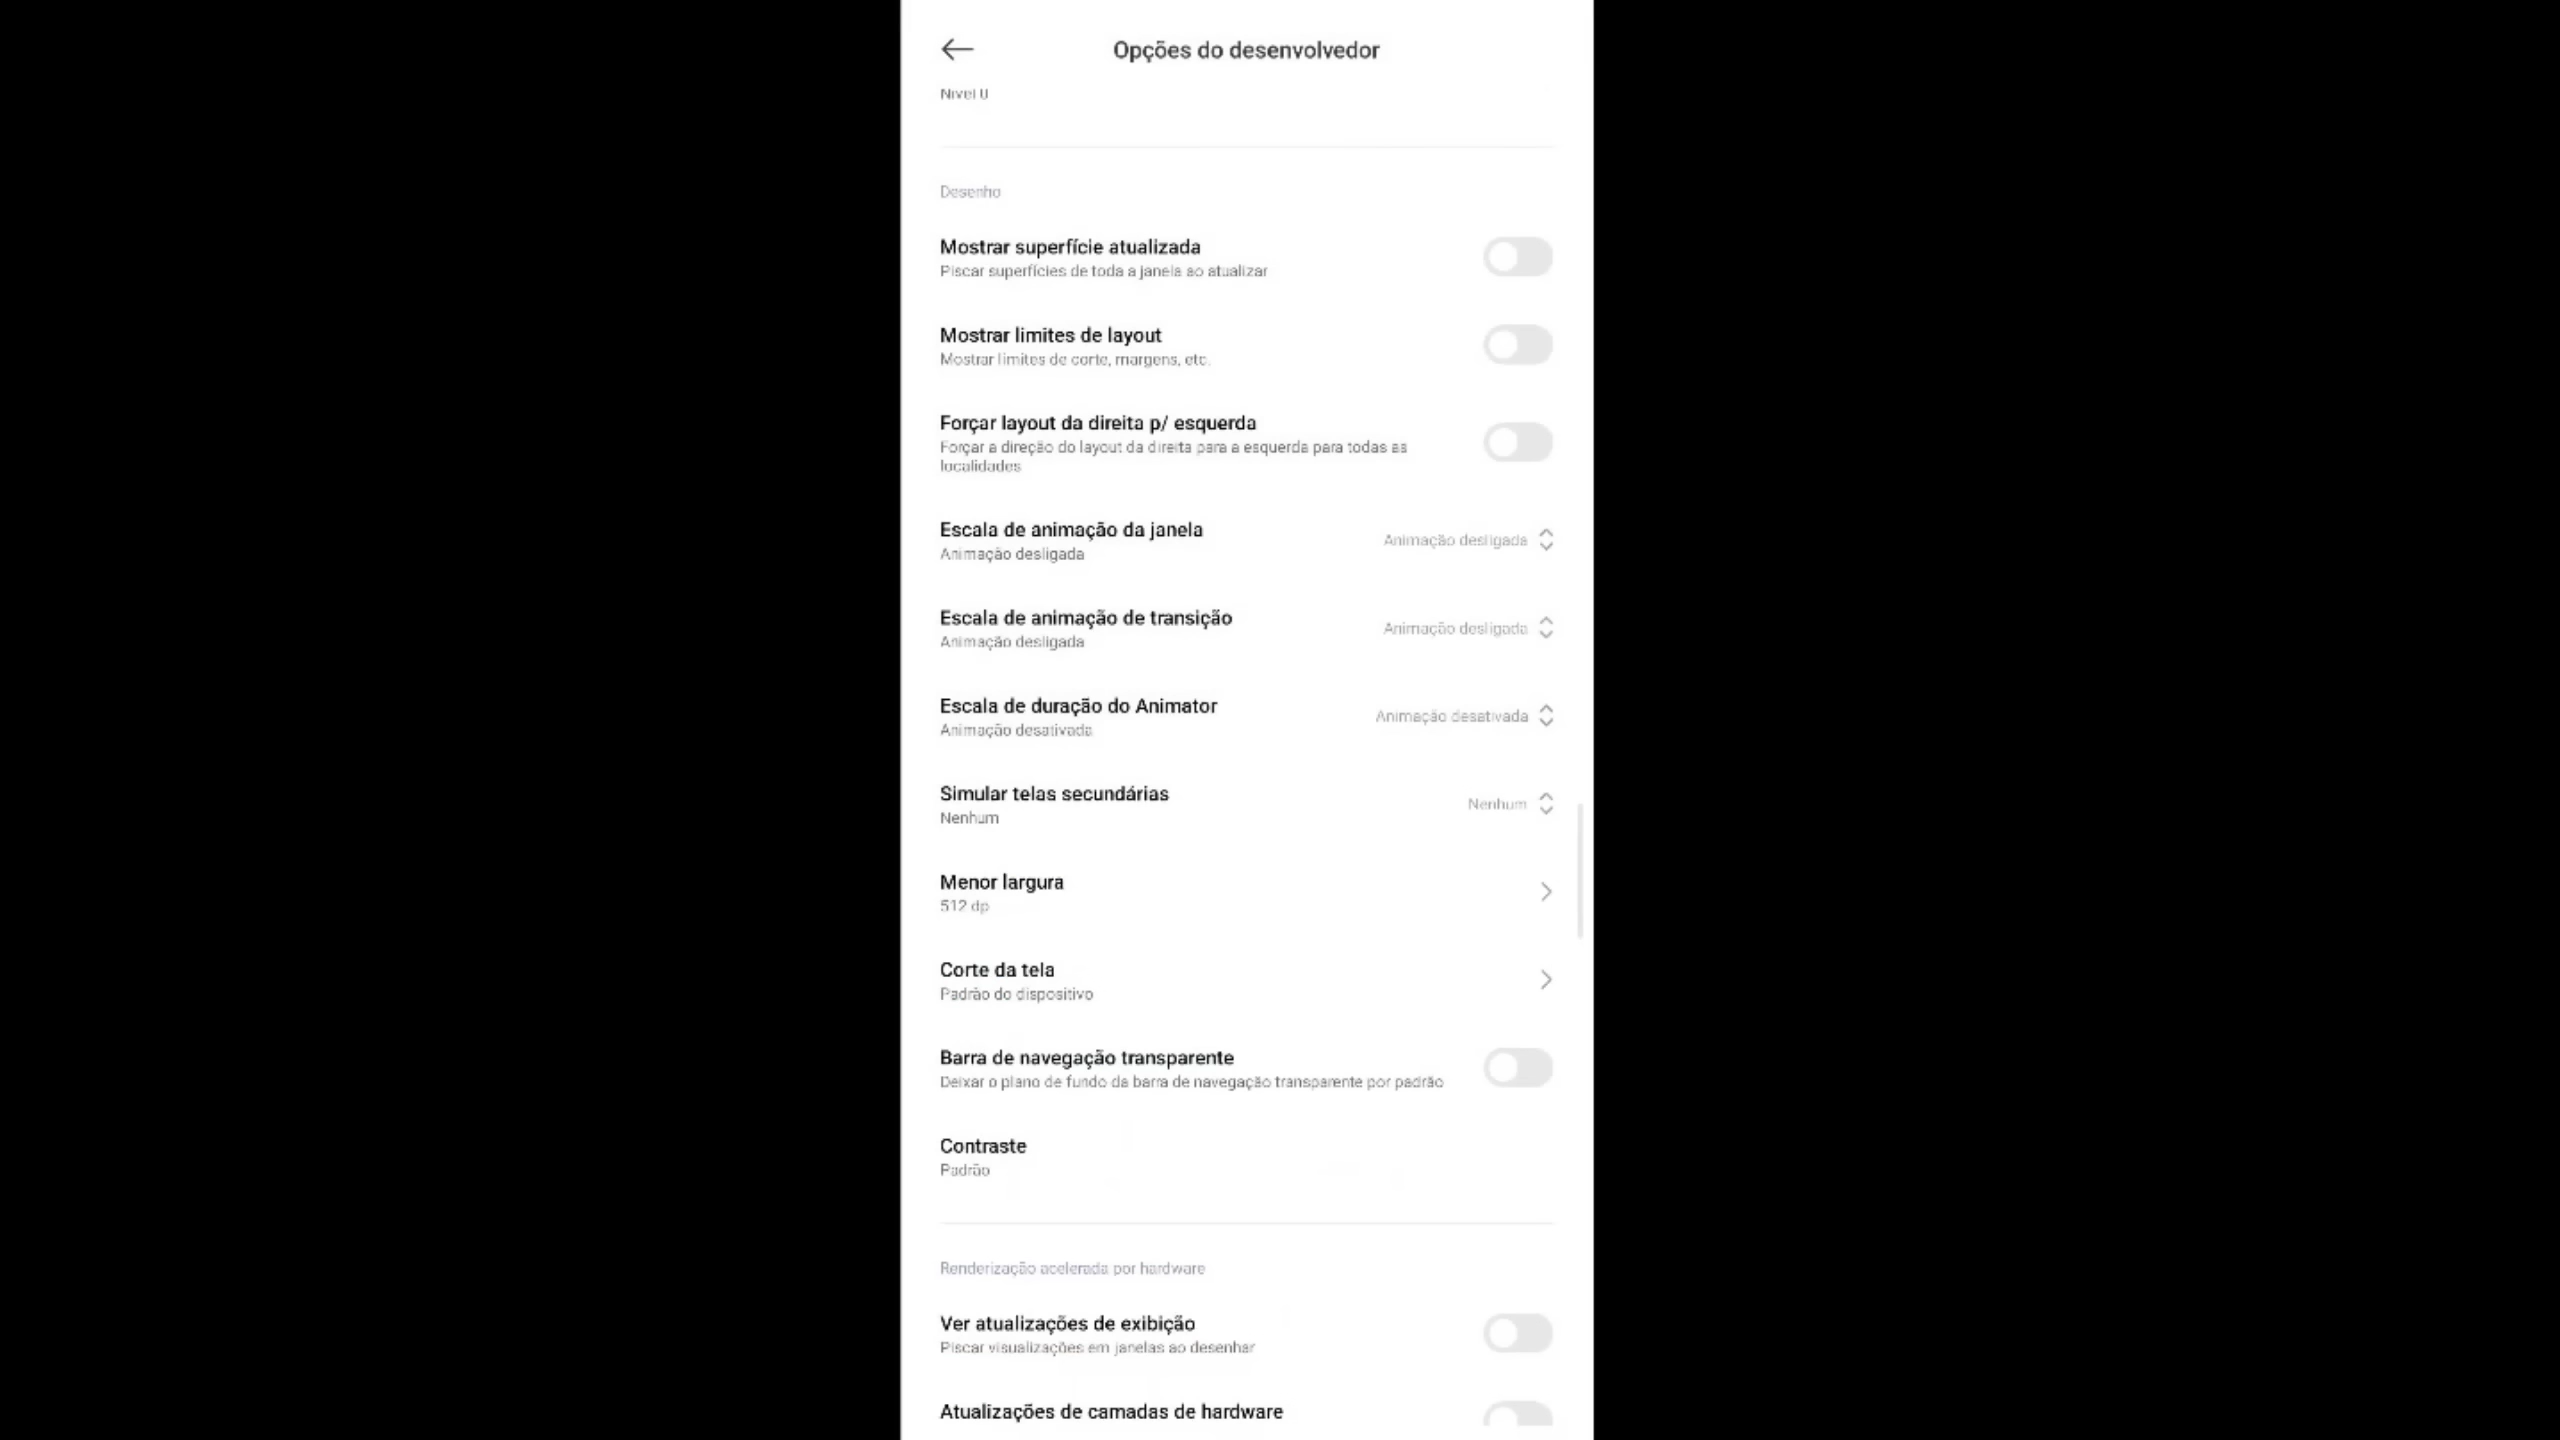 Opções do desenvolvedor
Nível 0
Desenho
Mostrar superfície atualizada
Piscar superfícies de toda a janela ao atualizar
Mostrar limites de layout
Mostrar limites de corte, margens, etc.
Forçar layout da direita p/ esquerda
Forçar a direção do layout da direita para a esquerda para todas as
localidades
Escala de animação da janela
Animação desligada
Animação desligada
Escala de animação de transição
Animação desligada
Animação desligada
Escala de duração do Animator
Animação desativada
Animação desativada
Simular telas secundárias
Nenhum
Nenhum
Menor largura
512 dp
Corte da tela
Padrão do dispositivo
Barra de navegação transparente
Deixar o plano de fundo da barra de navegação transparente por padrão
Contraste
Padrão
Renderização acelerada por hardware
Ver atualizações de exibição
Piscar visualizações em janelas ao desenhar
Atualizações de camadas de hardware